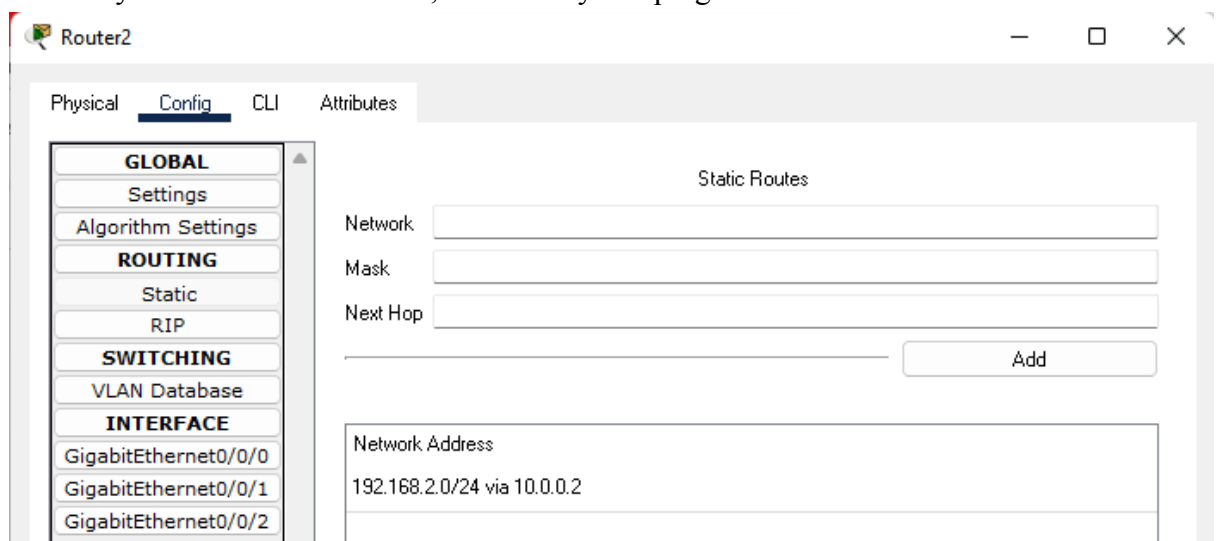 Router2
Physical Config CLI Attributes
GLOBAL
Settings
Algorithm Settings
ROUTING
Static
RIP
SWITCHING
VLAN Database
INTERFACE
GigabitEthernet0/0/0
GigabitEthernet0/0/1
GigabitEthernet0/0/2
Static Routes
Network
Mask
Next Hop
Add
Network Address
192.168.2.0/24 via 10.0.0.2